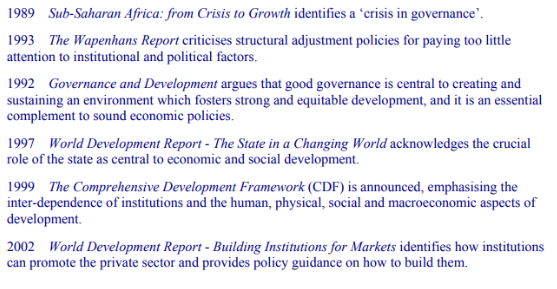 1989 Sub-Saharan Africa: from Crisis to Growth identifies a ‘crisis in governance’.
1993 The Wapenhans Report criticises structural adjustment policies for paying too little
attention to institutional and political factors.
1992 Governance and Development argues that good governance is central to creating and
sustaining an environment which fosters strong and equitable development, and it is an essential
complement to sound economic policies.
1997 World Development Report - The State in a Changing World acknowledges the crucial
role of the state as central to economic and social development.
1999 The Comprehensive Development Framework (CDF) is announced, emphasising the
inter-dependence of institutions and the human, physical, social and macroeconomic aspects of
development.
2002 World Development Report - Building Institutions for Markets identifies how institutions
can promote the private sector and provides policy guidance on how to build them.